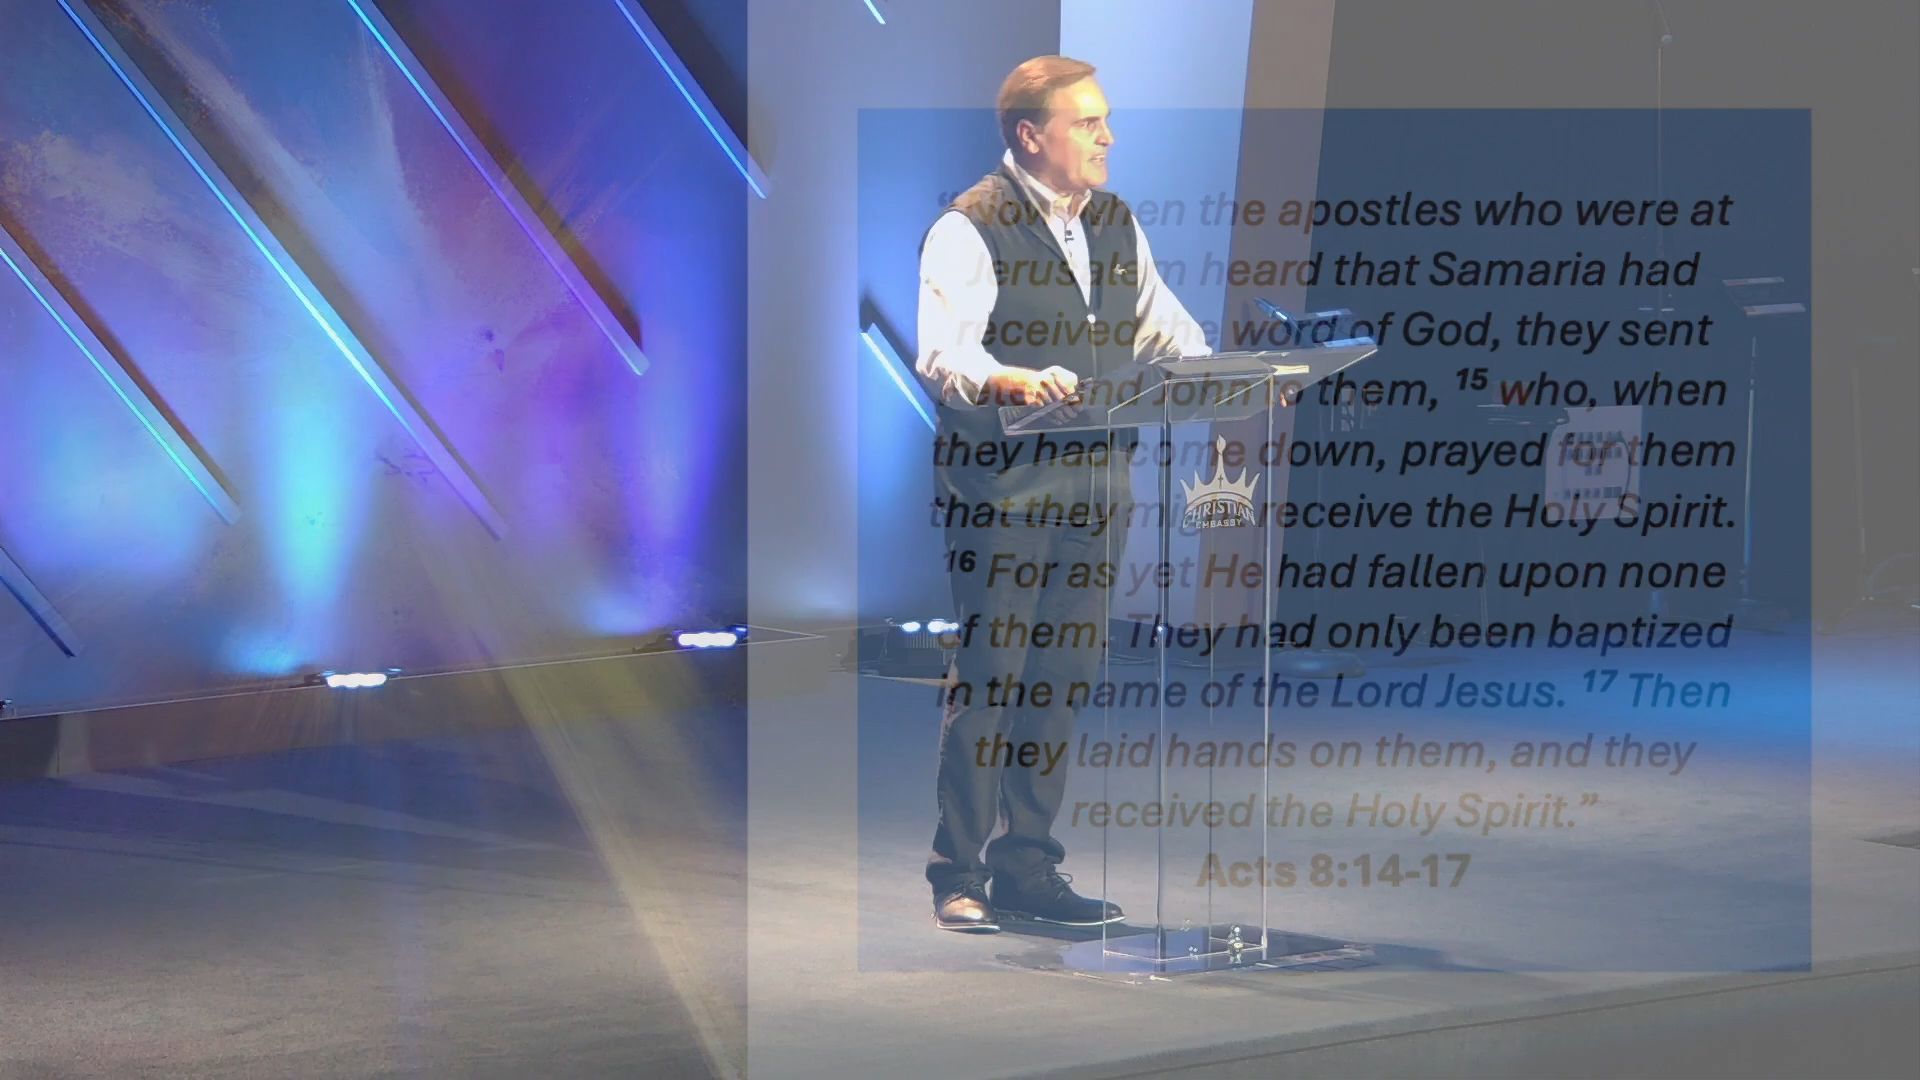 “Now when the apostles who were at
Jerusalem heard that Samaria had
received the word of God, they sent
Peter and John to them, ¹⁵ who, when
they had come down, prayed for them
that they might receive the Holy Spirit.
¹⁶ For as yet He had fallen upon none
of them. They had only been baptized
in the name of the Lord Jesus. ¹⁷ Then
they laid hands on them, and they
received the Holy Spirit.”
Acts 8:14-17
CHRISTIAN
EMBASSY